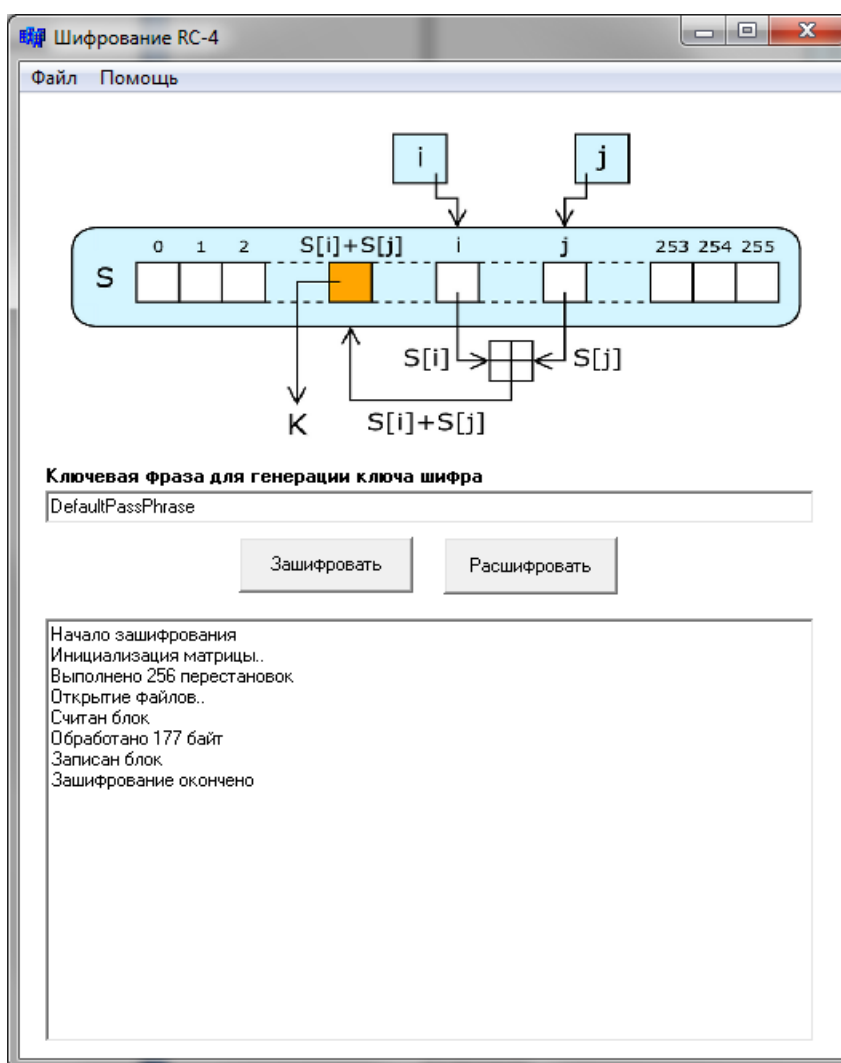 Шифрование RC-4
Файл Помощь
i j
0 1 2 S[i]+S[j] i j 253 254 255
S
S[i] S[j]
K S[i]+S[j]
Ключевая фраза для генерации ключа шифра
DefaultPassPhrase
Зашифровать Расшифровать
Начало зашифрования
Инициализация матрицы..
Выполнено 256 перестановок
Открытие файлов..
Считан блок
Обработано 177 байт
Записан блок
Зашифрование окончено